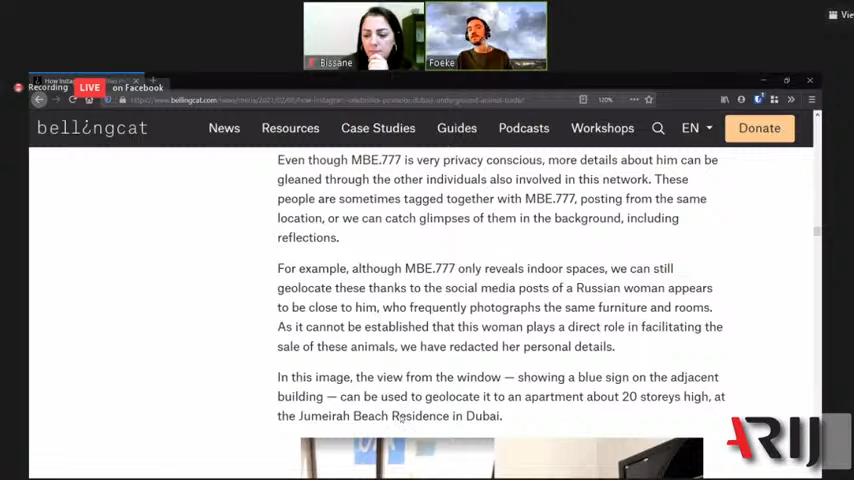 Vie
Bissane
Foeke
Recording
LIVE
on Facebook
120%
bell¿ngcat
News
Resources
Case Studies
Guides
Podcasts
Workshops
EN
Donate
Even though MBE.777 is very privacy conscious, more details about him can be
gleaned through the other individuals also involved in this network. These
people are sometimes tagged together with MBE.777, posting from the same
location, or we can catch glimpses of them in the background, including
reflections.
For example, although MBE.777 only reveals indoor spaces, we can still
geolocate these thanks to the social media posts of a Russian woman appears
to be close to him, who frequently photographs the same furniture and rooms.
As it cannot be established that this woman plays a direct role in facilitating the
sale of these animals, we have redacted her personal details.
In this image, the view from the window — showing a blue sign on the adjacent
building — can be used to geolocate it to an apartment about 20 storeys high, at
the Jumeirah Beach Residence in Dubai.
ARIJ